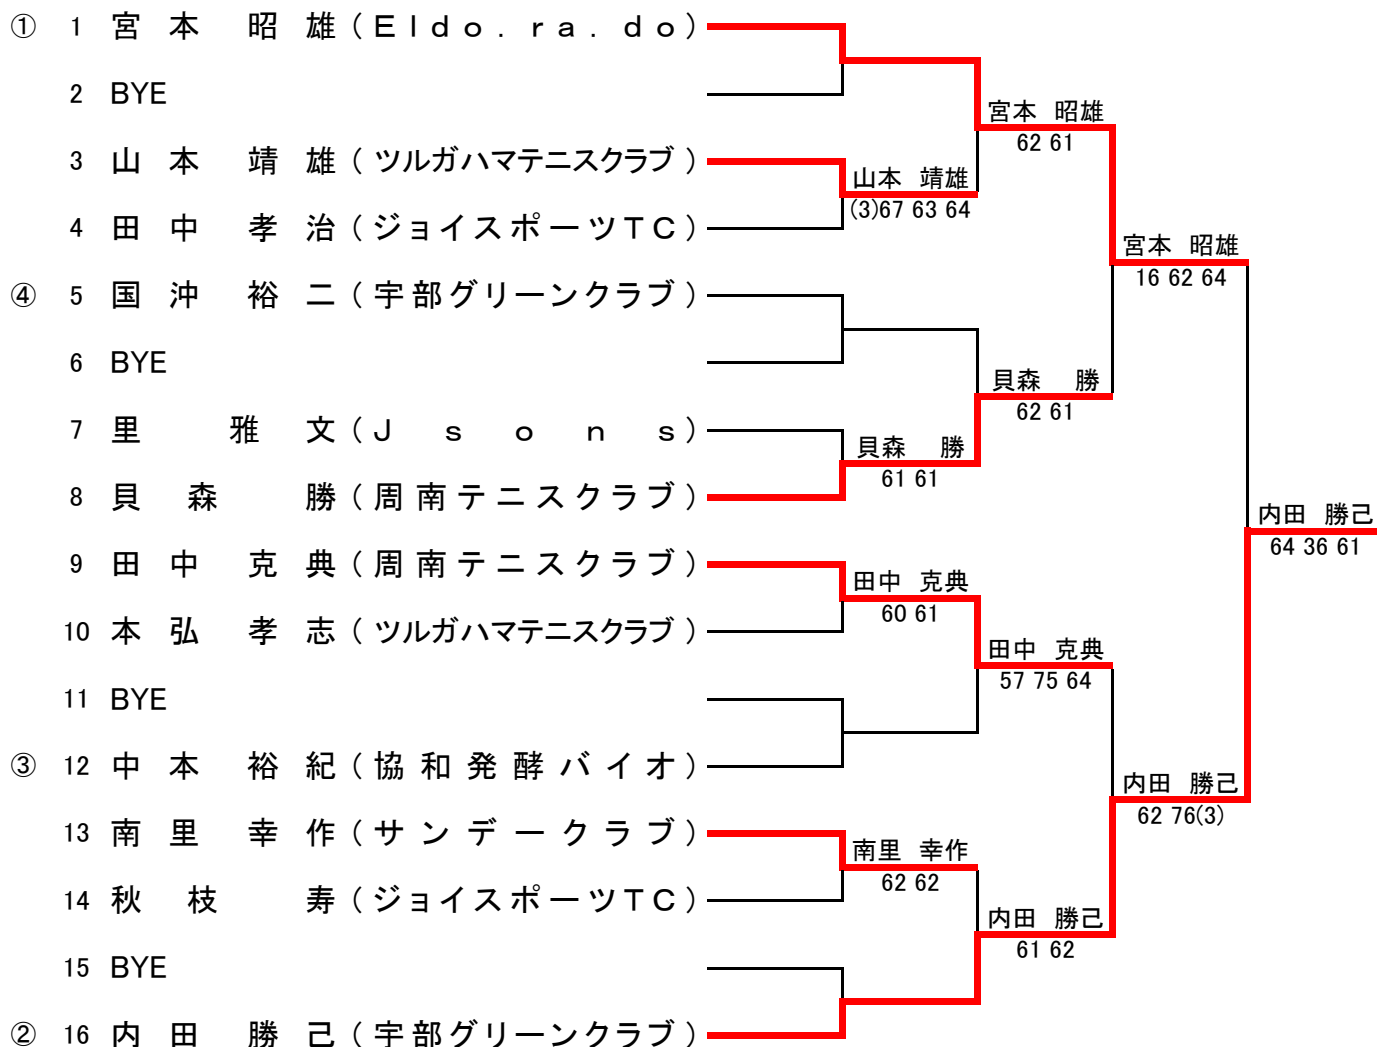 ① 1 宮本 昭雄 (Eldo.ra.do)
2 BYE
宮本 昭雄
62 61
3 山本 靖雄 (ツルガハマテニスクラブ)
山本 靖雄
(3)67 63 64
4 田中 孝治 (ジョイスポーツTC)
宮本 昭雄
16 62 64
④ 5 国沖 裕二 (宇部グリーンクラブ)
6 BYE
貝森 勝
62 61
7 里 雅文 (Jsons)
貝森 勝
61 61
8 貝森 勝 (周南テニスクラブ)
内田 勝己
64 36 61
9 田中 克典 (周南テニスクラブ)
田中 克典
60 61
10 本弘 孝志 (ツルガハマテニスクラブ)
田中 克典
57 75 64
11 BYE
③ 12 中本 裕紀 (協和発酵バイオ)
内田 勝己
62 76(3)
13 南里 幸作 (サンデークラブ)
南里 幸作
62 62
14 秋枝 寿 (ジョイスポーツTC)
内田 勝己
61 62
15 BYE
② 16 内田 勝己 (宇部グリーンクラブ)